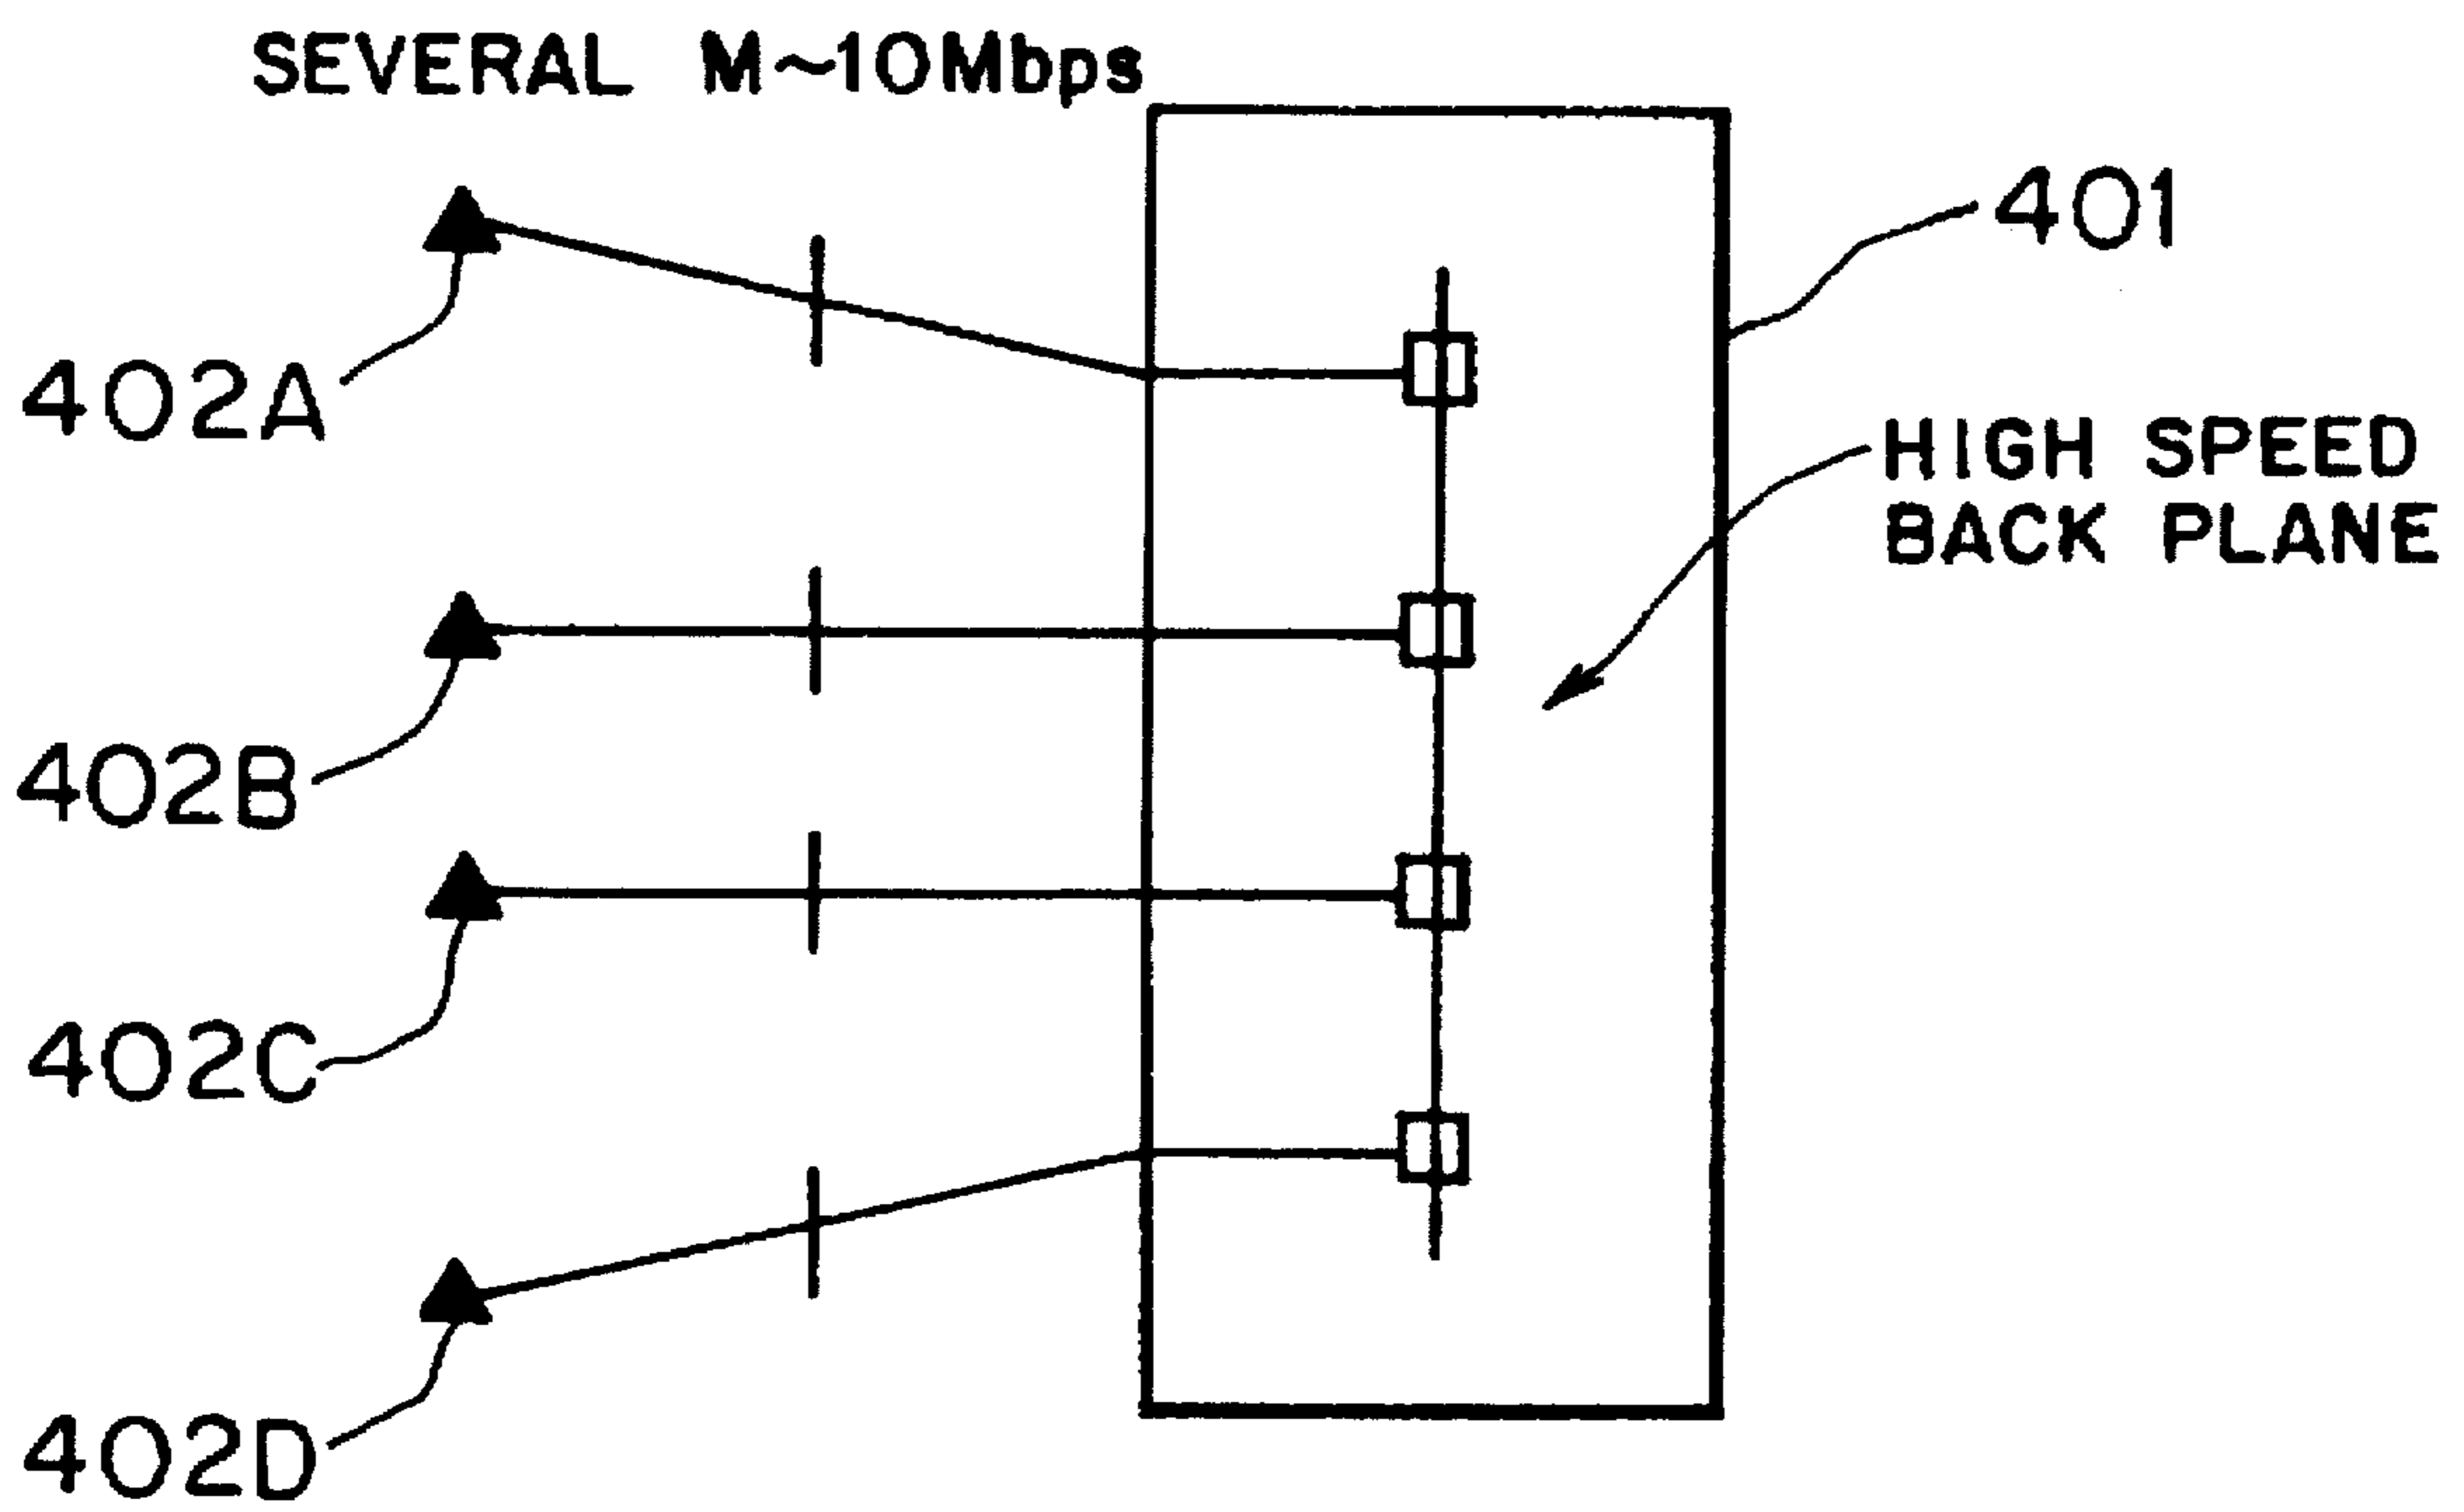 SEVERAL M~10Mbps
401
402A
HIGH SPEED
BACK PLANE
402B
402C
402D